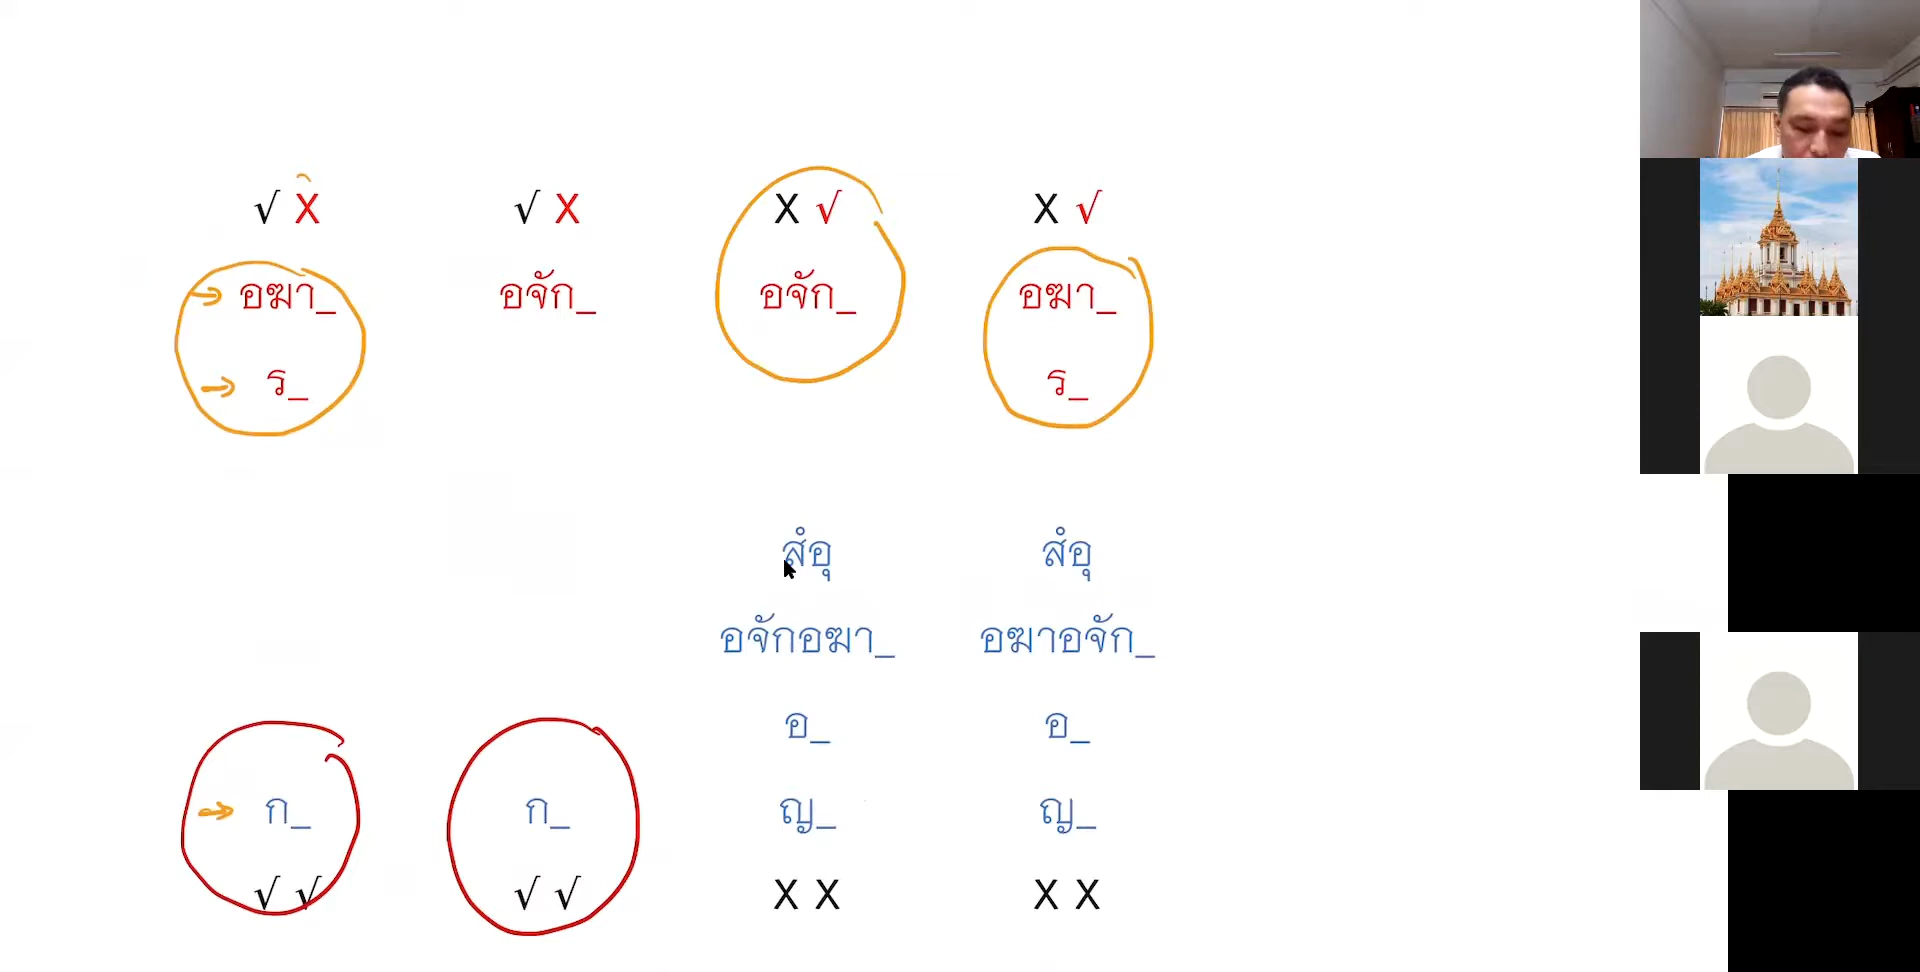 √ X √ X X √ X √
อฆา_ อจัก_ อจัก_ อฆา_
ร_ ร_
สํอุ สํอุ
อจักอฆา_ อฆาอจัก_
อ_ อ_
ก_ ก_ ญ_ ญ_
√ √ √ √ X X X X